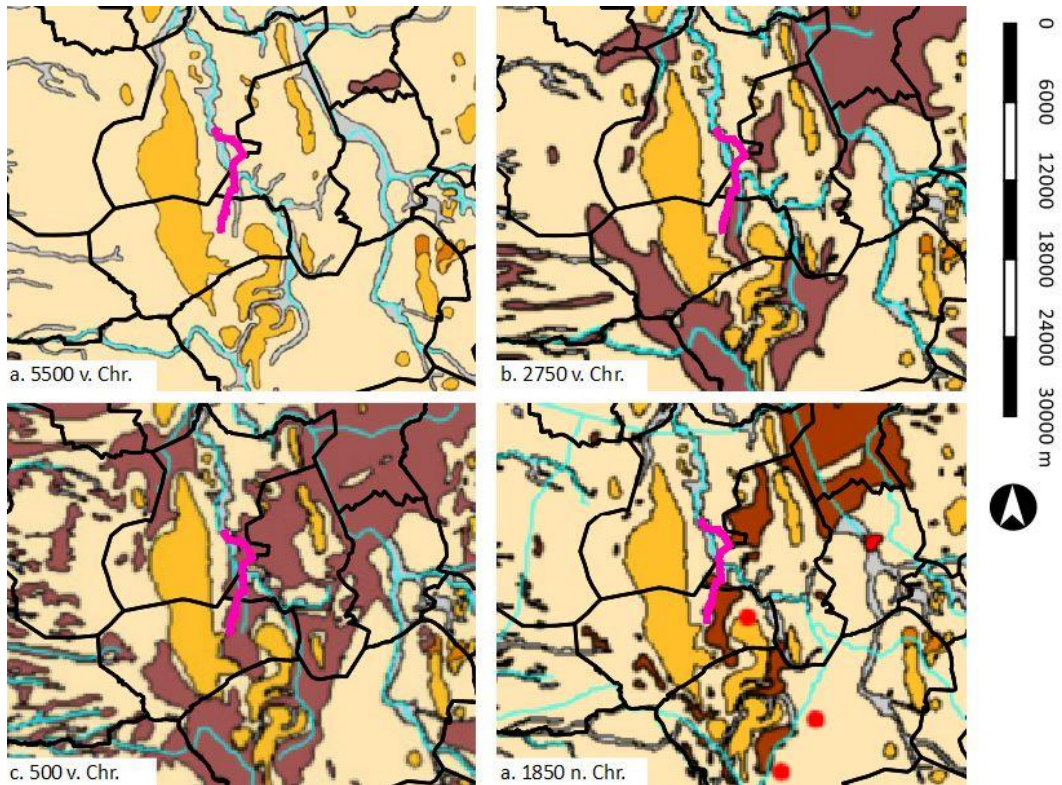 a. 5500 v. Chr.
b. 2750 v. Chr.
c. 500 v. Chr.
a. 1850 n. Chr.
0
6000
12000
18000
24000
30000 m